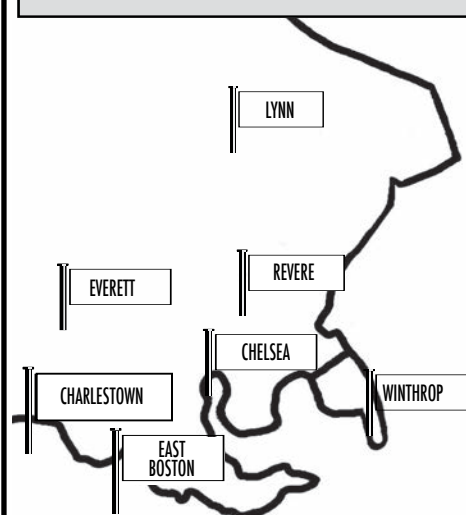 LYNN
REVERE
EVERETT
CHELSEA
CHARLESTOWN
WINTHROP
EAST
BOSTON